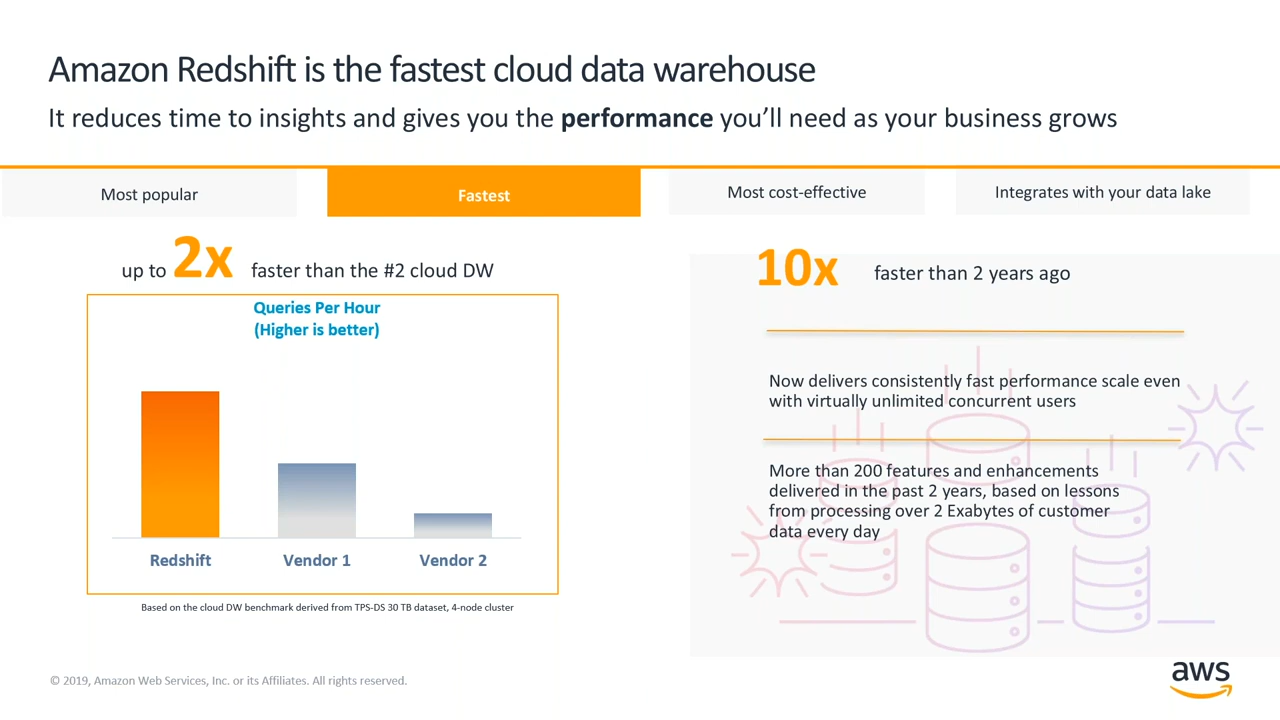 Amazon Redshift is the fastest cloud data warehouse
It reduces time to insights and gives you the performance you’ll need as your business grows
Most popular
Fastest
Most cost-effective
Integrates with your data lake
up to 2x faster than the #2 cloud DW
Queries Per Hour
(Higher is better)
Redshift
Vendor 1
Vendor 2
Based on the cloud DW benchmark derived from TPS-DS 30 TB dataset, 4-node cluster
10x faster than 2 years ago
Now delivers consistently fast performance scale even
with virtually unlimited concurrent users
More than 200 features and enhancements
delivered in the past 2 years, based on lessons
from processing over 2 Exabytes of customer
data every day
© 2019, Amazon Web Services, Inc. or its Affiliates. All rights reserved.
aws